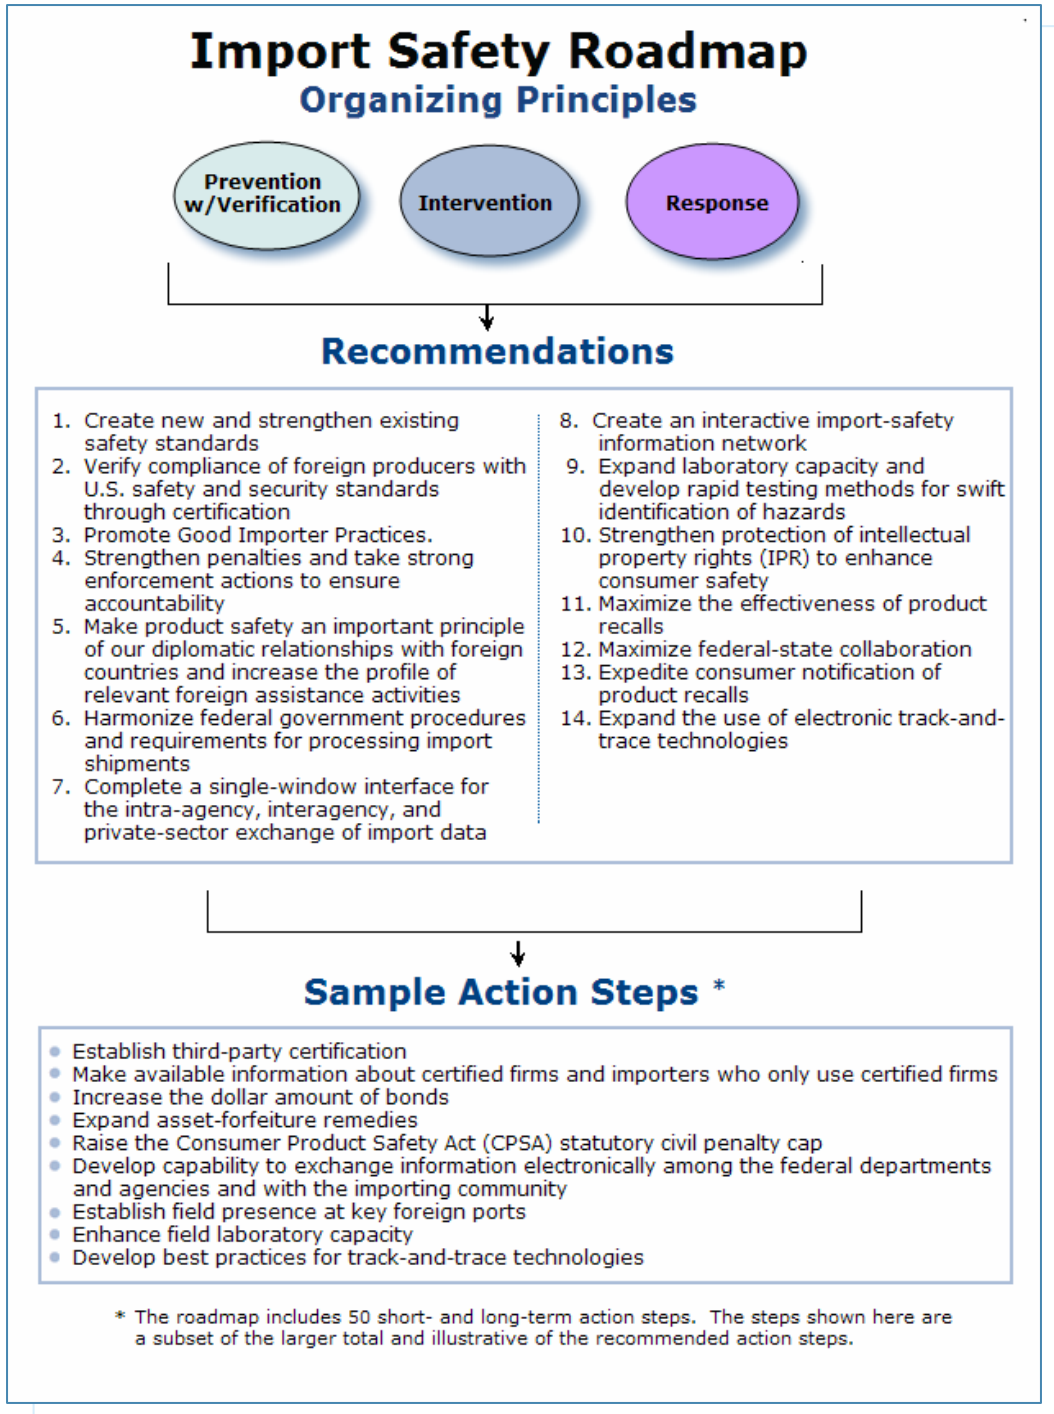 Import Safety Roadmap
Organizing Principles
Prevention
w/Verification
Intervention
Response
Recommendations
1. Create new and strengthen existing
safety standards
2. Verify compliance of foreign producers with
U.S. safety and security standards
through certification
3. Promote Good Importer Practices.
4. Strengthen penalties and take strong
enforcement actions to ensure
accountability
5. Make product safety an important principle
of our diplomatic relationships with foreign
countries and increase the profile of
relevant foreign assistance activities
6. Harmonize federal government procedures
and requirements for processing import
shipments
7. Complete a single-window interface for
the intra-agency, interagency, and
private-sector exchange of import data
8. Create an interactive import-safety
information network
9. Expand laboratory capacity and
develop rapid testing methods for swift
identification of hazards
10. Strengthen protection of intellectual
property rights (IPR) to enhance
consumer safety
11. Maximize the effectiveness of product
recalls
12. Maximize federal-state collaboration
13. Expedite consumer notification of
product recalls
14. Expand the use of electronic track-and-
trace technologies
Sample Action Steps *
Establish third-party certification
Make available information about certified firms and importers who only use certified firms
Increase the dollar amount of bonds
Expand asset-forfeiture remedies
Raise the Consumer Product Safety Act (CPSA) statutory civil penalty cap
Develop capability to exchange information electronically among the federal departments
and agencies and with the importing community
Establish field presence at key foreign ports
Enhance field laboratory capacity
Develop best practices for track-and-trace technologies
* The roadmap includes 50 short- and long-term action steps. The steps shown here are
a subset of the larger total and illustrative of the recommended action steps.